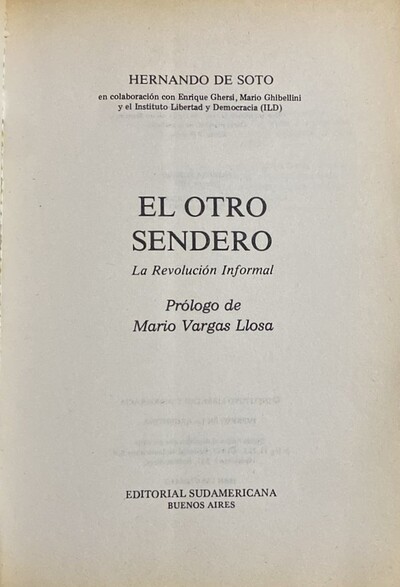 HERNANDO DE SOTO
en colaboración con Enrique Ghersi, Mario Ghibellini
y el Instituto Libertad y Democracia (ILD)
EL OTRO
SENDERO
La Revolución Informal
Prólogo de
Mario Vargas Llosa
EDITORIAL SUDAMERICANA
BUENOS AIRES